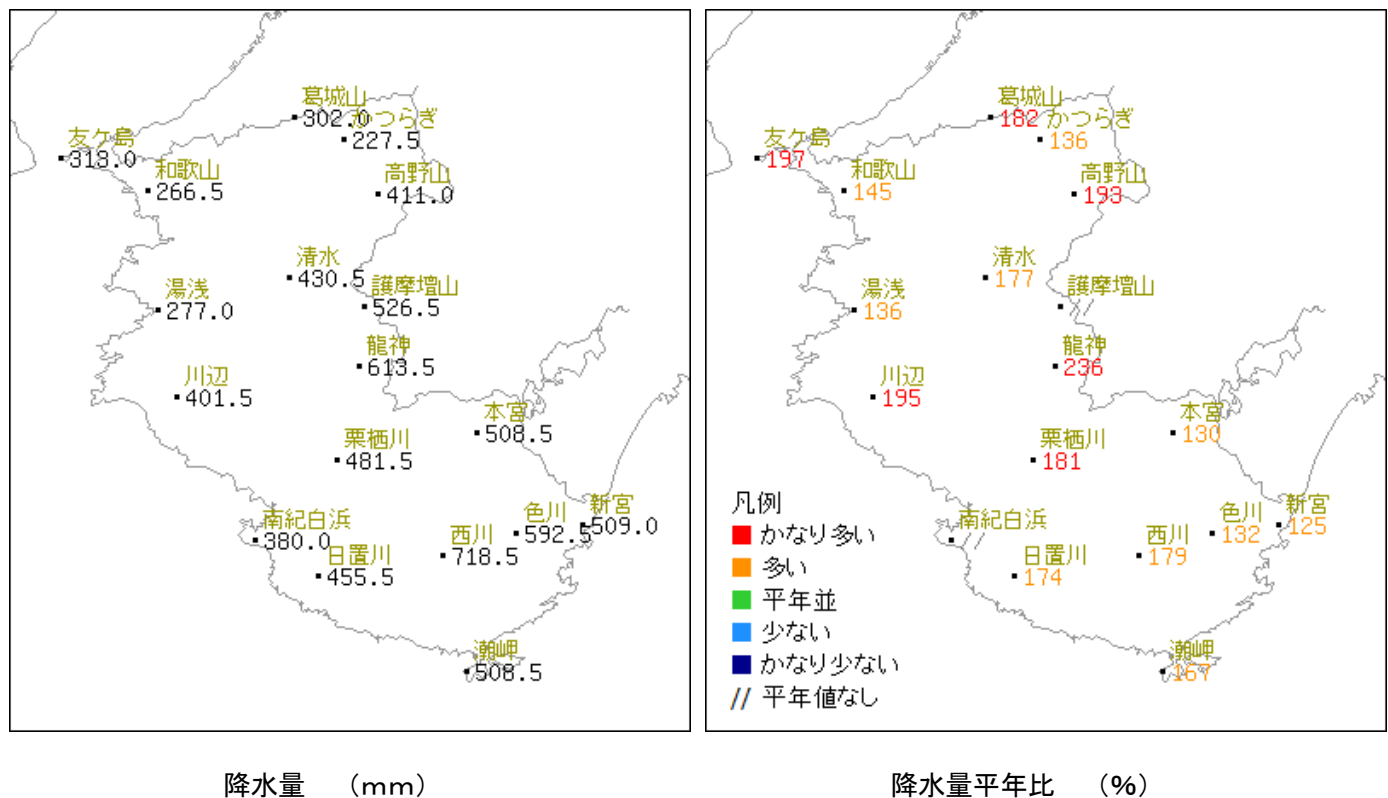 葛城山
302.0
かつらぎ
227.5
友ケ島
313.0
和歌山
266.5
高野山
411.0
清水
430.5
護摩壇山
526.5
湯浅
277.0
龍神
613.5
川辺
401.5
本宮
508.5
栗栖川
481.5
新宮
509.0
色川
592.5
南紀白浜
380.0
西川
718.5
日置川
455.5
潮岬
508.5
降水量 (mm)
葛城山
182
かつらぎ
136
友ケ島
197
和歌山
145
高野山
193
清水
177
護摩壇山
//
湯浅
136
龍神
236
川辺
195
本宮
130
栗栖川
181
新宮
125
色川
132
南紀白浜
//
西川
179
日置川
174
潮岬
167
凡例
かなり多い
多い
平年並
少ない
かなり少ない
// 平年値なし
降水量平年比 (%)